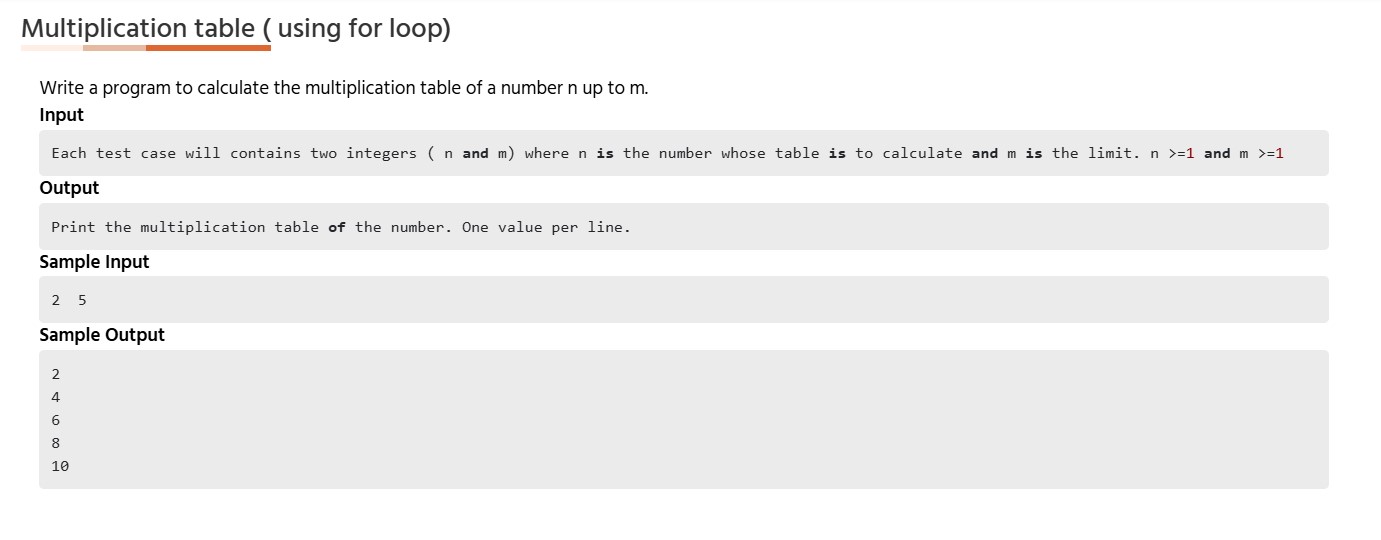 Multiplication table ( using for loop)
Write a program to calculate the multiplication table of a number n up to m.
Input
Each test case will contains two integers ( n and m) where n is the number whose table is to calculate and m is the limit. n >=1 and m >=1
Output
Print the multiplication table of the number. One value per line.
Sample Input
2  5
Sample Output
2
4
6
8
10